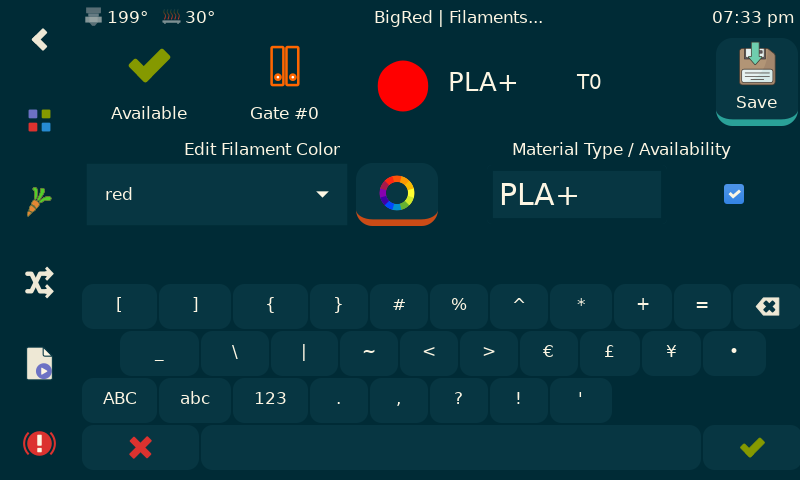 199° 30° BigRed | Filaments... 07:33 pm
PLA+ T0
Available Gate #0 Save
Edit Filament Color Material Type / Availability
red PLA+
[ ] { } # % ^ * + =
_ \ | ~ < > € £ ¥ •
ABC abc 123 . , ? ! '